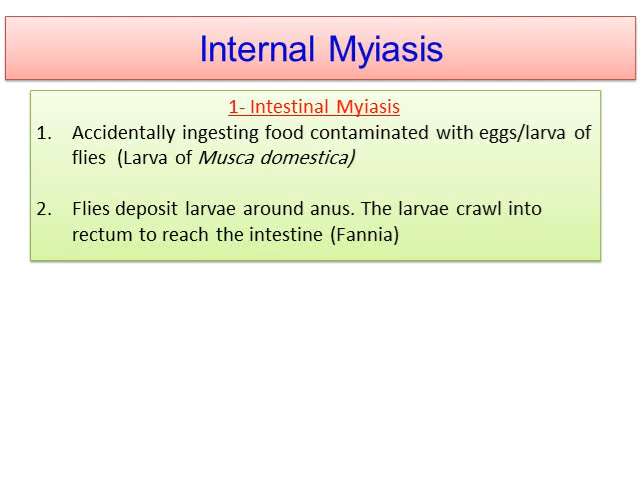 Internal Myiasis
1- Intestinal Myiasis
1. Accidentally ingesting food contaminated with eggs/larva of
flies (Larva of Musca domestica)
2. Flies deposit larvae around anus. The larvae crawl into
rectum to reach the intestine (Fannia)